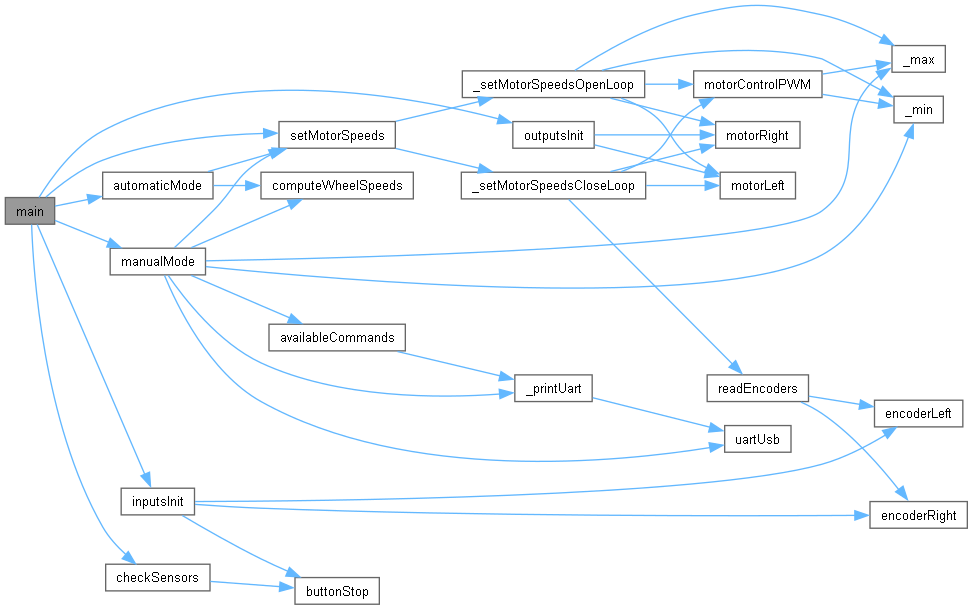 _max
_setMotorSpeedsOpenLoop
motorControlPWM
_min
setMotorSpeeds
outputsInit
motorRight
automaticMode
computeWheelSpeeds
_setMotorSpeedsCloseLoop
motorLeft
main
manualMode
availableCommands
_printUart
readEncoders
encoderLeft
uartUsb
inputsInit
encoderRight
checkSensors
buttonStop